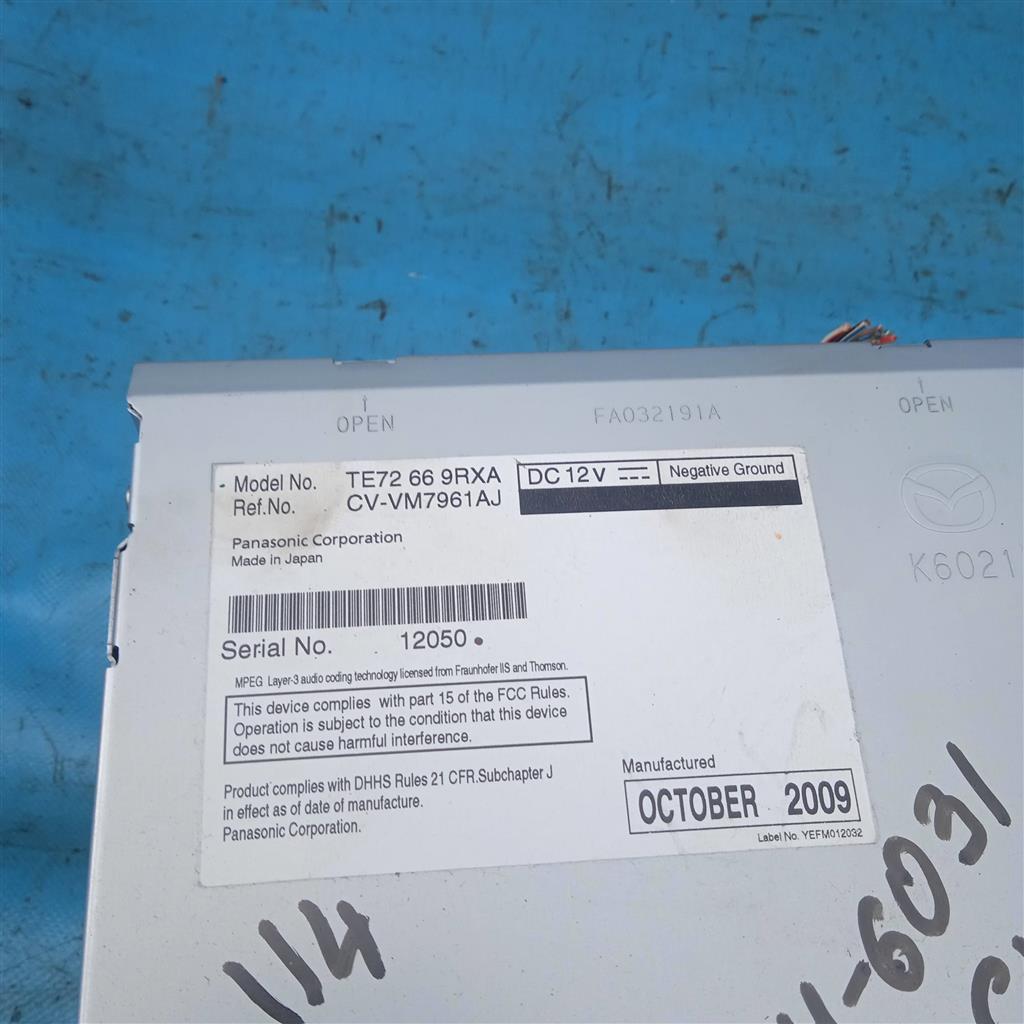 OPEN FA032191A OPEN
Model No. TE72 66 9RXA DC 12V Negative Ground
Ref.No. CV-VM7961AJ
K6021
Panasonic Corporation
Made in Japan
Serial No. 12050
MPEG Layer-3 audio coding technology licensed from Fraunhofer IIS and Thomson.
This device complies with part 15 of the FCC Rules.
Operation is subject to the condition that this device
does not cause harmful interference.
Product complies with DHHS Rules 21 CFR.Subchapter J
in effect as of date of manufacture.
Panasonic Corporation.
Manufactured
OCTOBER 2009
Label No. YEFM012032
114
-6031